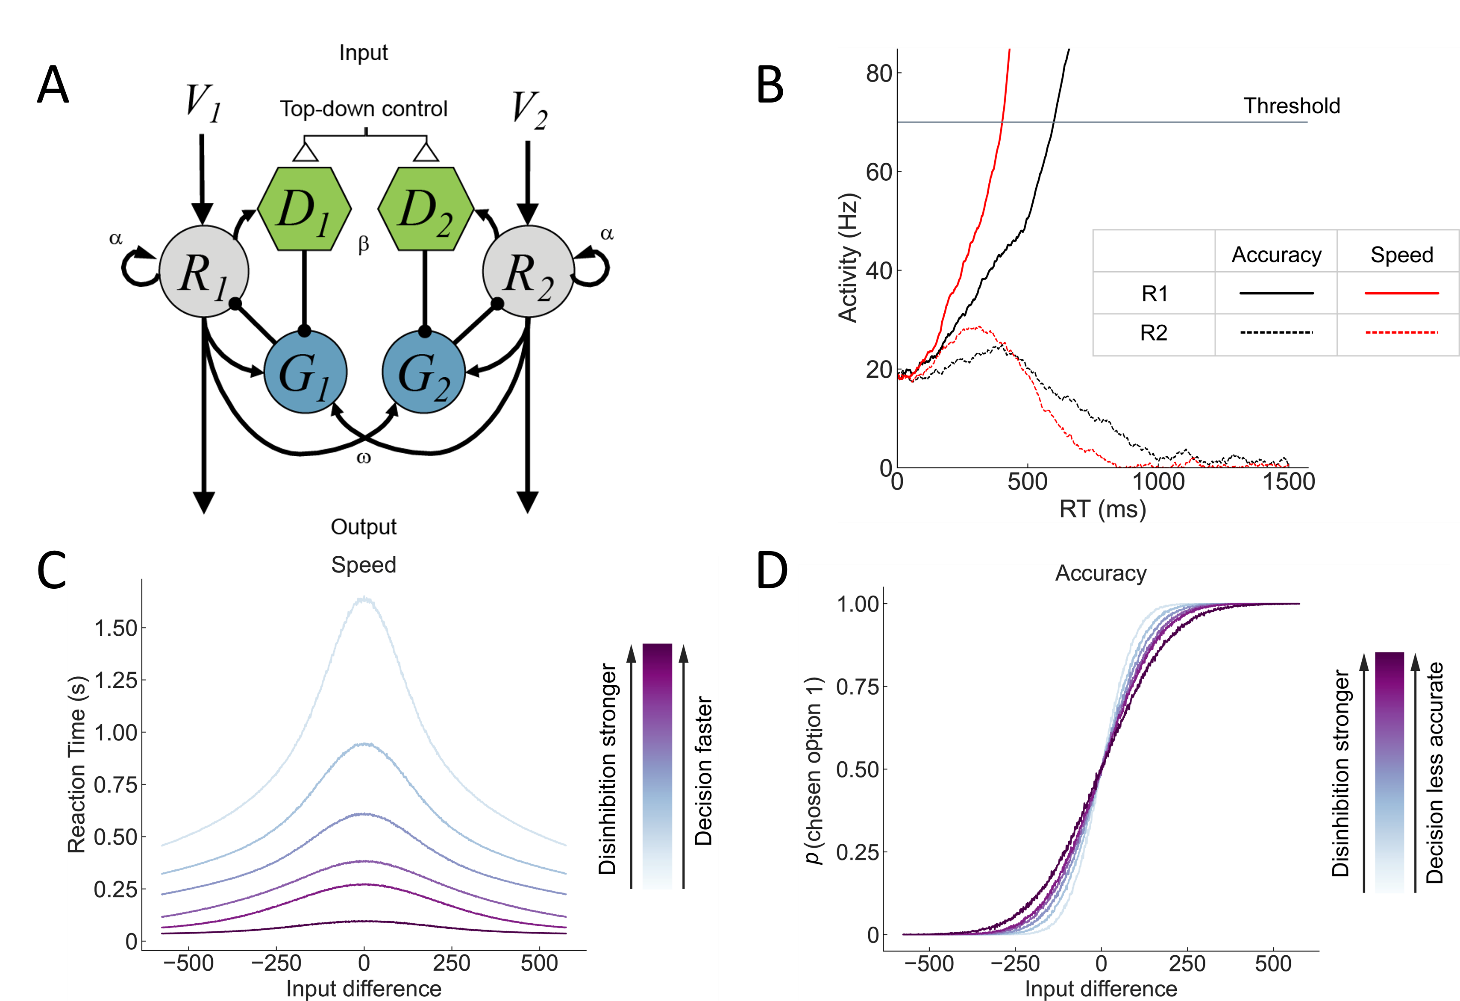 A
Input
V1
V2
Top-down control
D1
D2
α
β
α
R1
R2
G1
G2
ω
Output
B
Threshold
Activity (Hz)
80
60
40
20
0
0 500 1000 1500
RT (ms)
Accuracy Speed
R1
R2
C
Speed
Reaction Time (s)
1.50
1.25
1.00
0.75
0.50
0.25
0
−500 −250 0 250 500
Input difference
Disinhibition stronger
Decision faster
D
Accuracy
p (chosen option 1)
1.00
0.75
0.50
0.25
0
−500 −250 0 250 500
Input difference
Disinhibition stronger
Decision less accurate